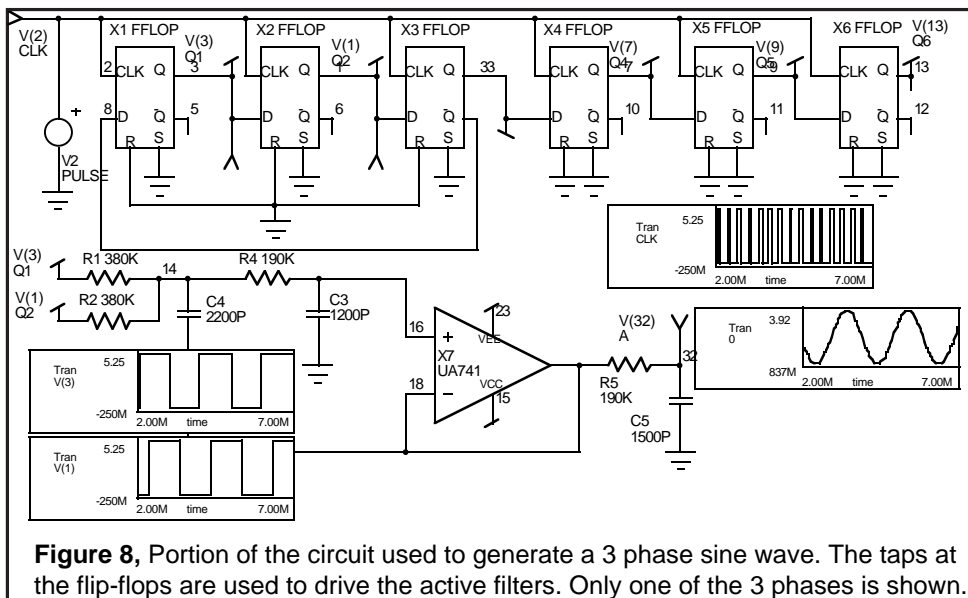 X1 FFLOP X2 FFLOP X3 FFLOP X4 FFLOP X5 FFLOP X6 FFLOP
V(2) CLK
V(3) Q1
V(1) Q2
V(7) Q4
V(9) Q5
V(13) Q6
2 CLK Q 3
8 D Q 5
R S
CLK Q 1
D Q 6
R S
CLK Q 33
D Q
R S
CLK Q 7
D Q 10
R S
CLK Q 9
D Q 11
R S
CLK Q 13
D Q 12
R S
V2
PULSE
Tran
CLK
5.25
-250M
2.00M time 7.00M
V(3)
Q1
R1 380K
14
R4 190K
V(1)
Q2
R2 380K
C4
2200P
C3
1200P
16
18
X7
UA741
VEE
23
VCC
15
R5
190K
V(32)
A
32
C5
1500P
Tran
0
3.92
837M
2.00M time 7.00M
Tran
V(3)
5.25
-250M
2.00M time 7.00M
Tran
V(1)
5.25
-250M
2.00M time 7.00M
Figure 8, Portion of the circuit used to generate a 3 phase sine wave. The taps at
the flip-flops are used to drive the active filters. Only one of the 3 phases is shown.